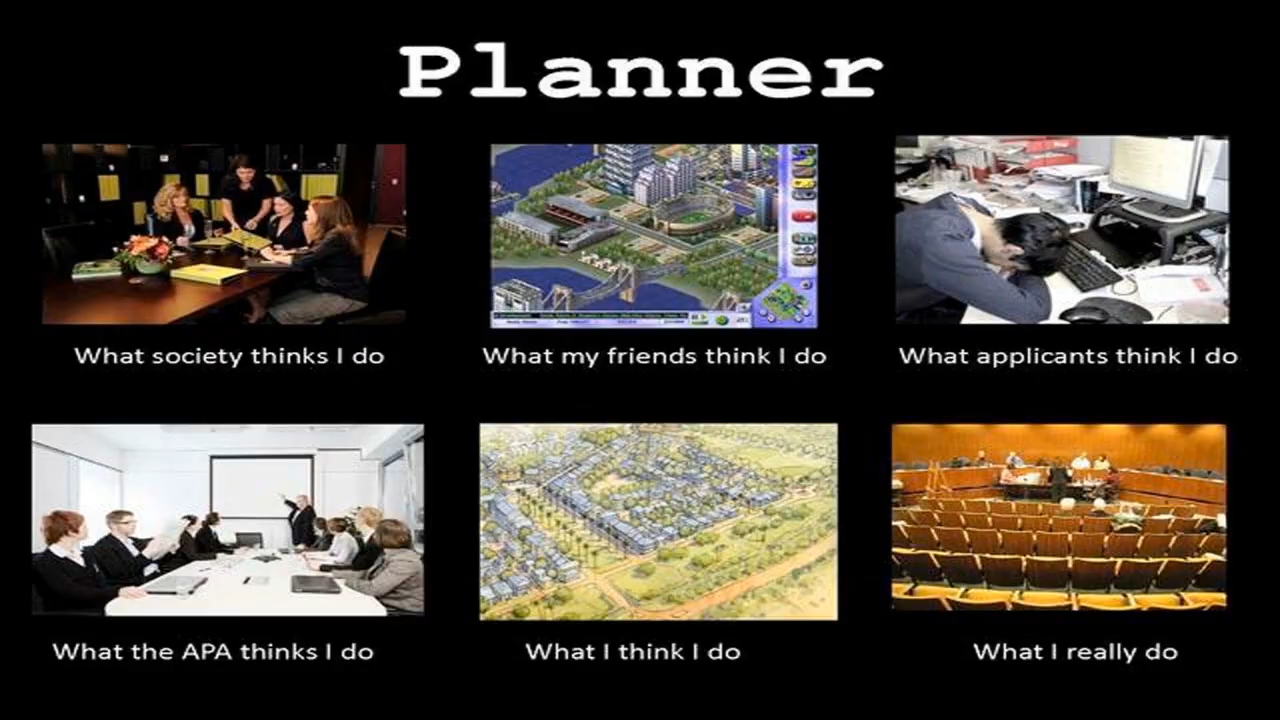 Planner
What society thinks I do
What my friends think I do
What applicants think I do
What the APA thinks I do
What I think I do
What I really do